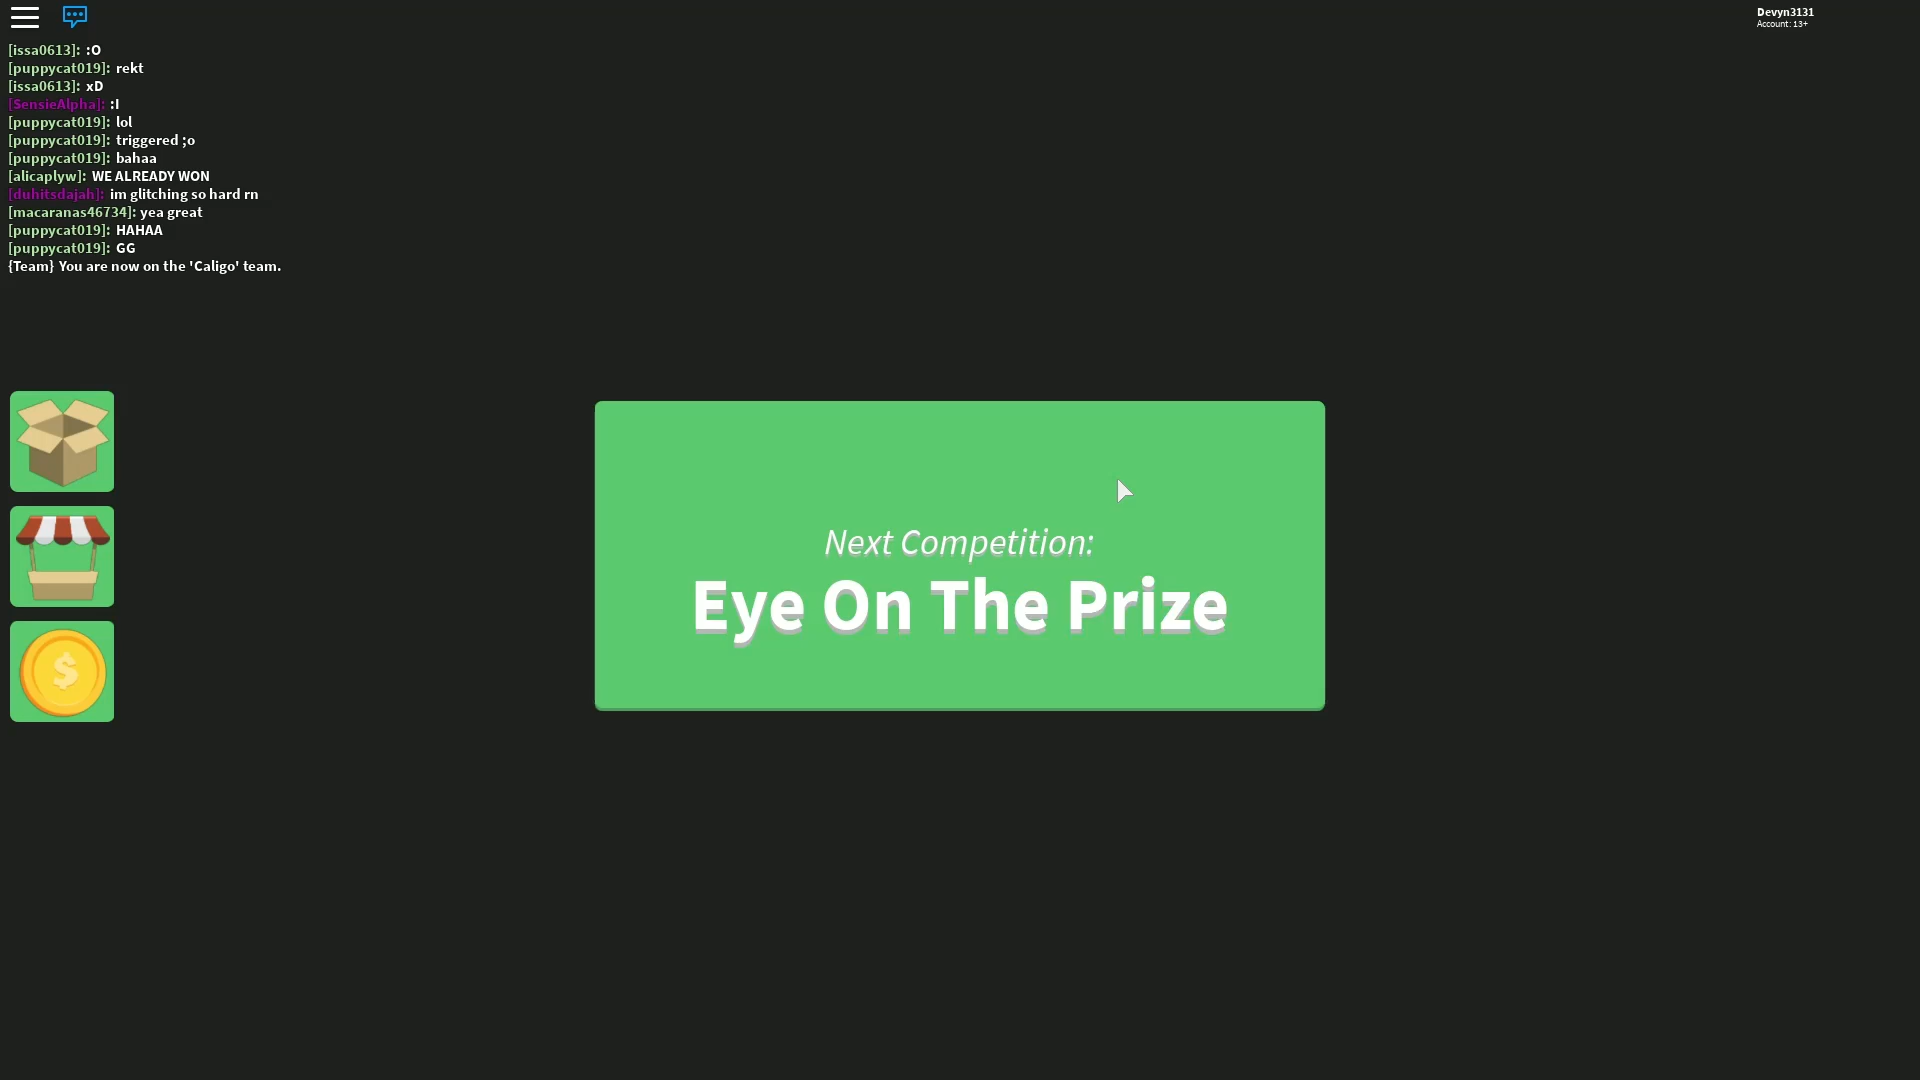 Devyn3131
Account: 13+
[issa0613]: :O
[puppycat019]: rekt
[issa0613]: xD
[SensieAlpha]: :I
[puppycat019]: lol
[puppycat019]: triggered ;o
[puppycat019]: bahaa
[alicaplyw]: WE ALREADY WON
[duhitsdajah]: im glitching so hard rn
[macaranas46734]: yea great
[puppycat019]: HAHAA
[puppycat019]: GG
{Team} You are now on the 'Caligo' team.
$
Next Competition:
Eye On The Prize